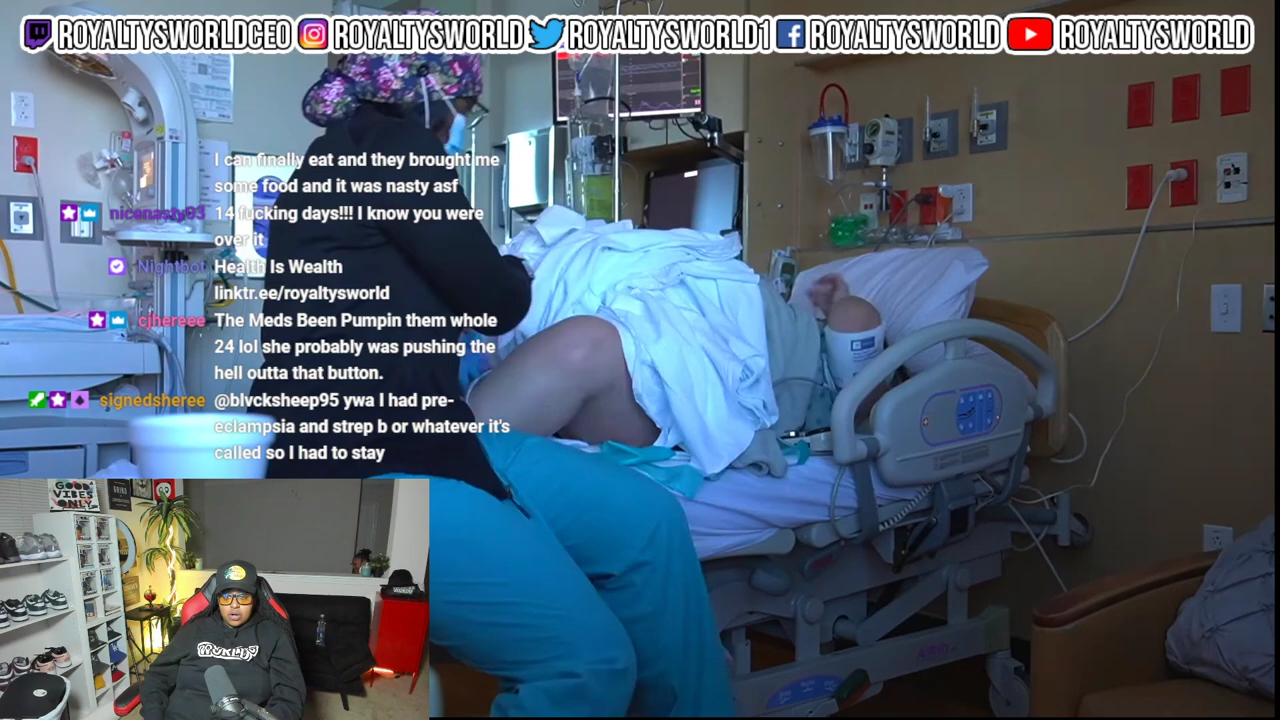 ROYALTYSWORLDCEO ROYALTYSWORLD ROYALTYSWORLD1 ROYALTYSWORLD ROYALTYSWORLD
I can finally eat and they brought me
some food and it was nasty asf
nicenasty03 14 fucking days!!! I know you were
over it
Nightbot Health Is Wealth
linktr.ee/royaltysworld
cjhereee The Meds Been Pumpin them whole
24 lol she probably was pushing the
hell outta that button.
signedsheree @blvcksheep95 ywa I had pre-
eclampsia and strep b or whatever it's
called so I had to stay
GOOD
VIBES
ONLY
WORLDS